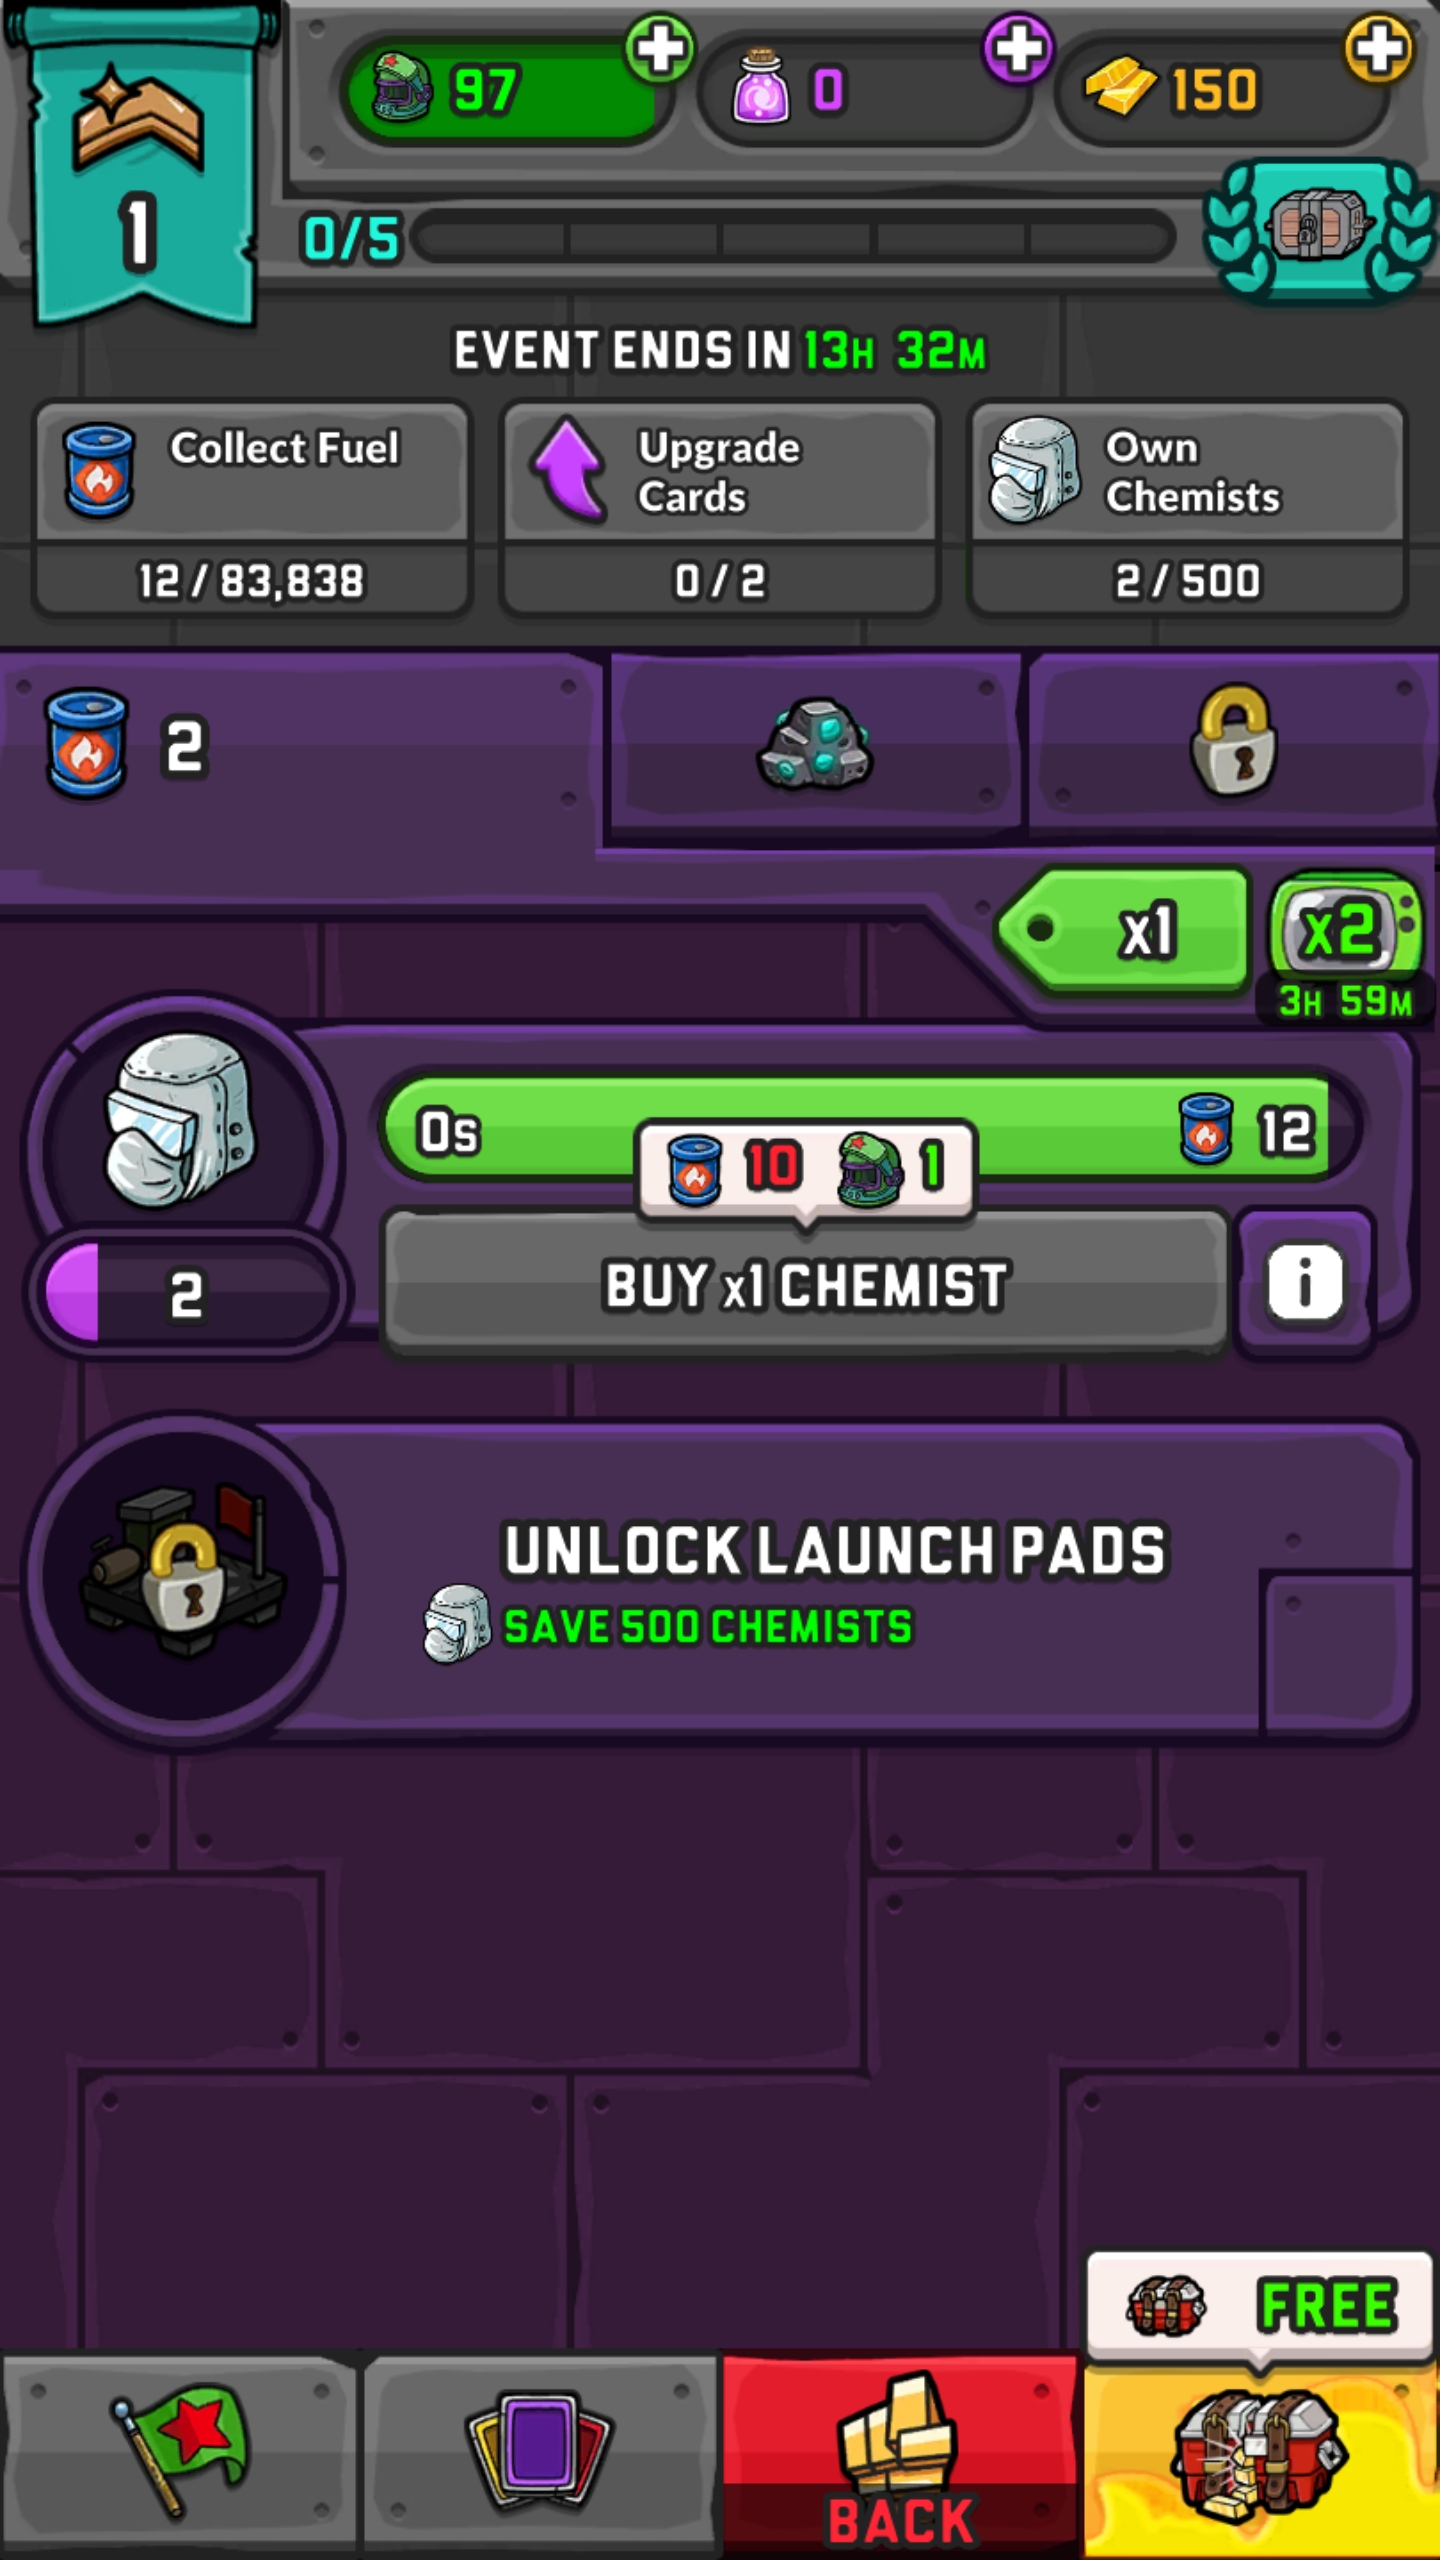 97
0
150
1
0/5
EVENT ENDS IN 13H 32M
Collect Fuel
12 / 83,838
Upgrade
Cards
0 / 2
Own
Chemists
2 / 500
2
x1
x2
3H 59M
0s
12
10
1
2
BUY x1 CHEMIST
i
UNLOCK LAUNCH PADS
SAVE 500 CHEMISTS
FREE
BACK